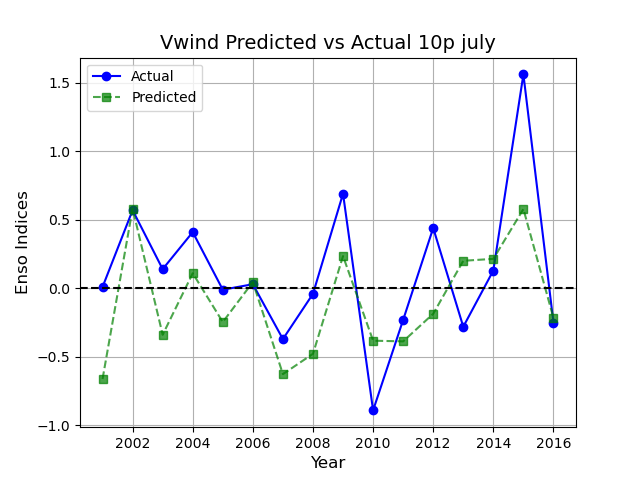 Vwind Predicted vs Actual 10p july
Actual
Predicted
Enso Indices
1.5
1.0
0.5
0.0
−0.5
−1.0
2002 2004 2006 2008 2010 2012 2014 2016
Year